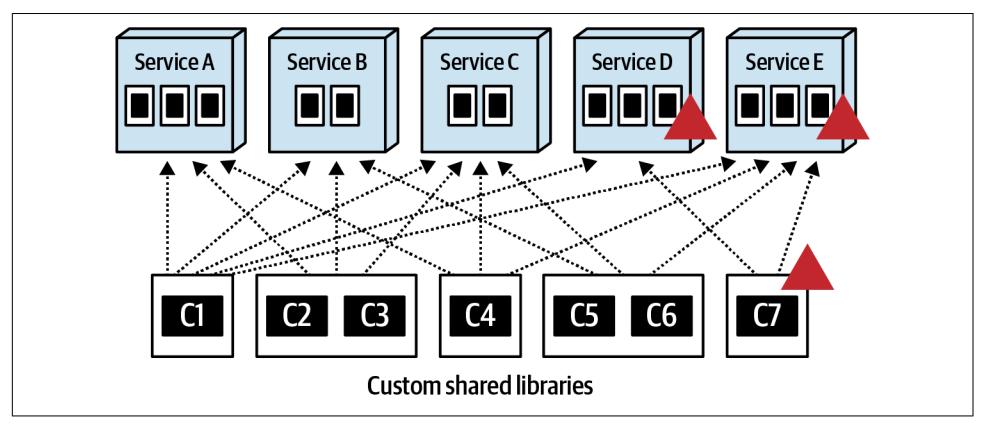 Service A
Service B
Service C
Service D
Service E
C1
C2
C3
C4
C5
C6
C7
Custom shared libraries